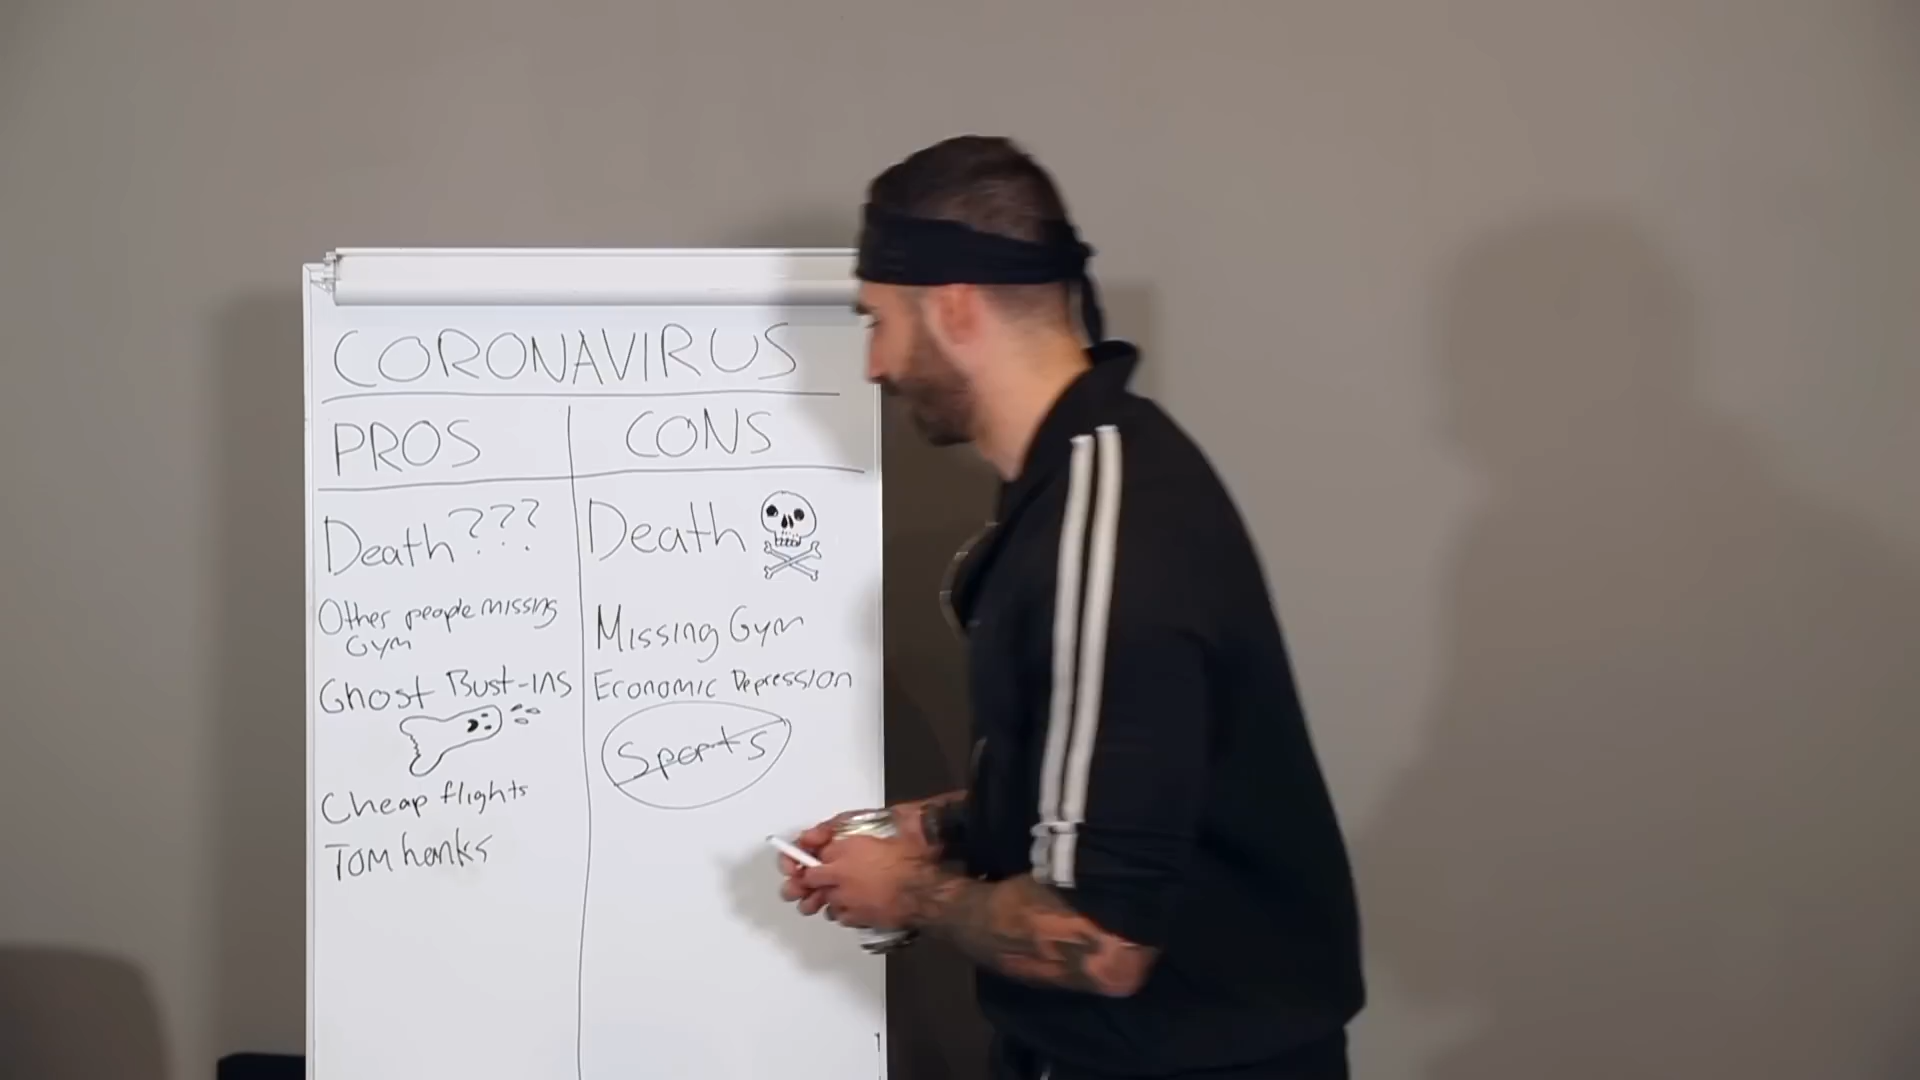 CORONAVIRUS
PROS
CONS
Death???
Other people missing
Gym
Ghost Bust-ins
Cheap flights
Tom hanks
Death
Missing Gym
Economic Depression
Sports